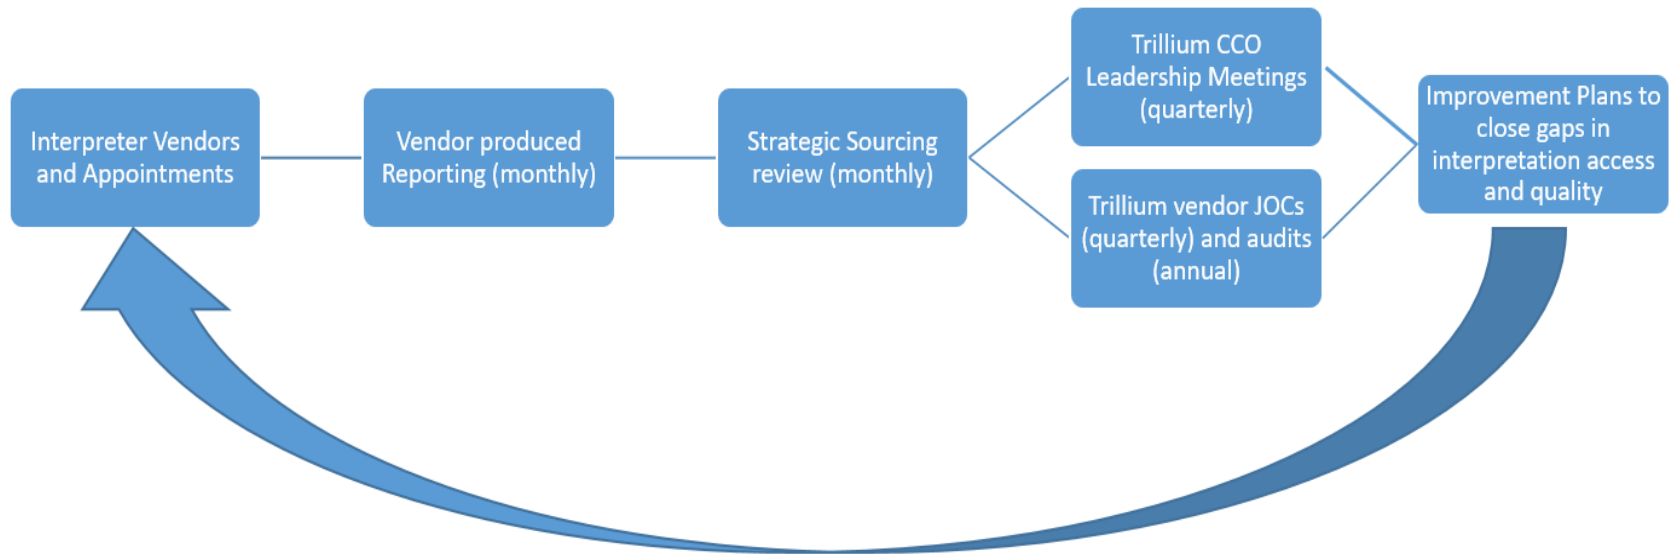 Interpreter Vendors
and Appointments
Vendor produced
Reporting (monthly)
Strategic Sourcing
review (monthly)
Trillium CCO
Leadership Meetings
(quarterly)
Trillium vendor JOCs
(quarterly) and audits
(annual)
Improvement Plans to
close gaps in
interpretation access
and quality